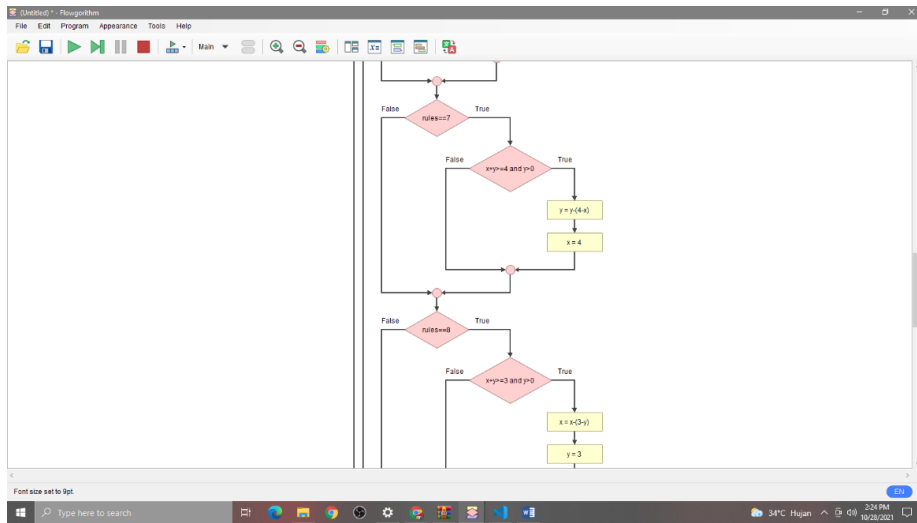 (Untitled) * - Flowgorithm
File Edit Program Appearance Tools Help
Main
False True
rules==7
False True
x+y>=4 and y>0
y = y-(4-x)
x = 4
False True
rules==8
False True
x+y>=3 and y>0
x = x-(3-y)
y = 3
Font size set to 9pt.
EN
Type here to search
34°C Hujan
2:24 PM
10/28/2021